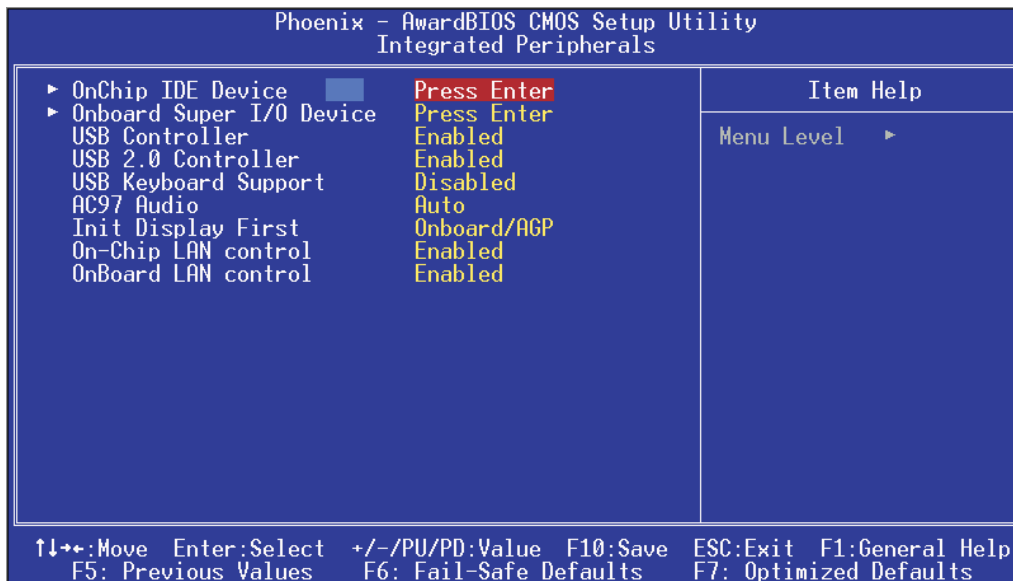 Phoenix - AwardBIOS CMOS Setup Utility
Integrated Peripherals
► OnChip IDE Device Press Enter
► Onboard Super I/O Device Press Enter
USB Controller Enabled
USB 2.0 Controller Enabled
USB Keyboard Support Disabled
AC97 Audio Auto
Init Display First Onboard/AGP
On-Chip LAN control Enabled
OnBoard LAN control Enabled
Item Help
Menu Level ►
↑↓→←:Move Enter:Select +/-/PU/PD:Value F10:Save ESC:Exit F1:General Help
F5: Previous Values F6: Fail-Safe Defaults F7: Optimized Defaults